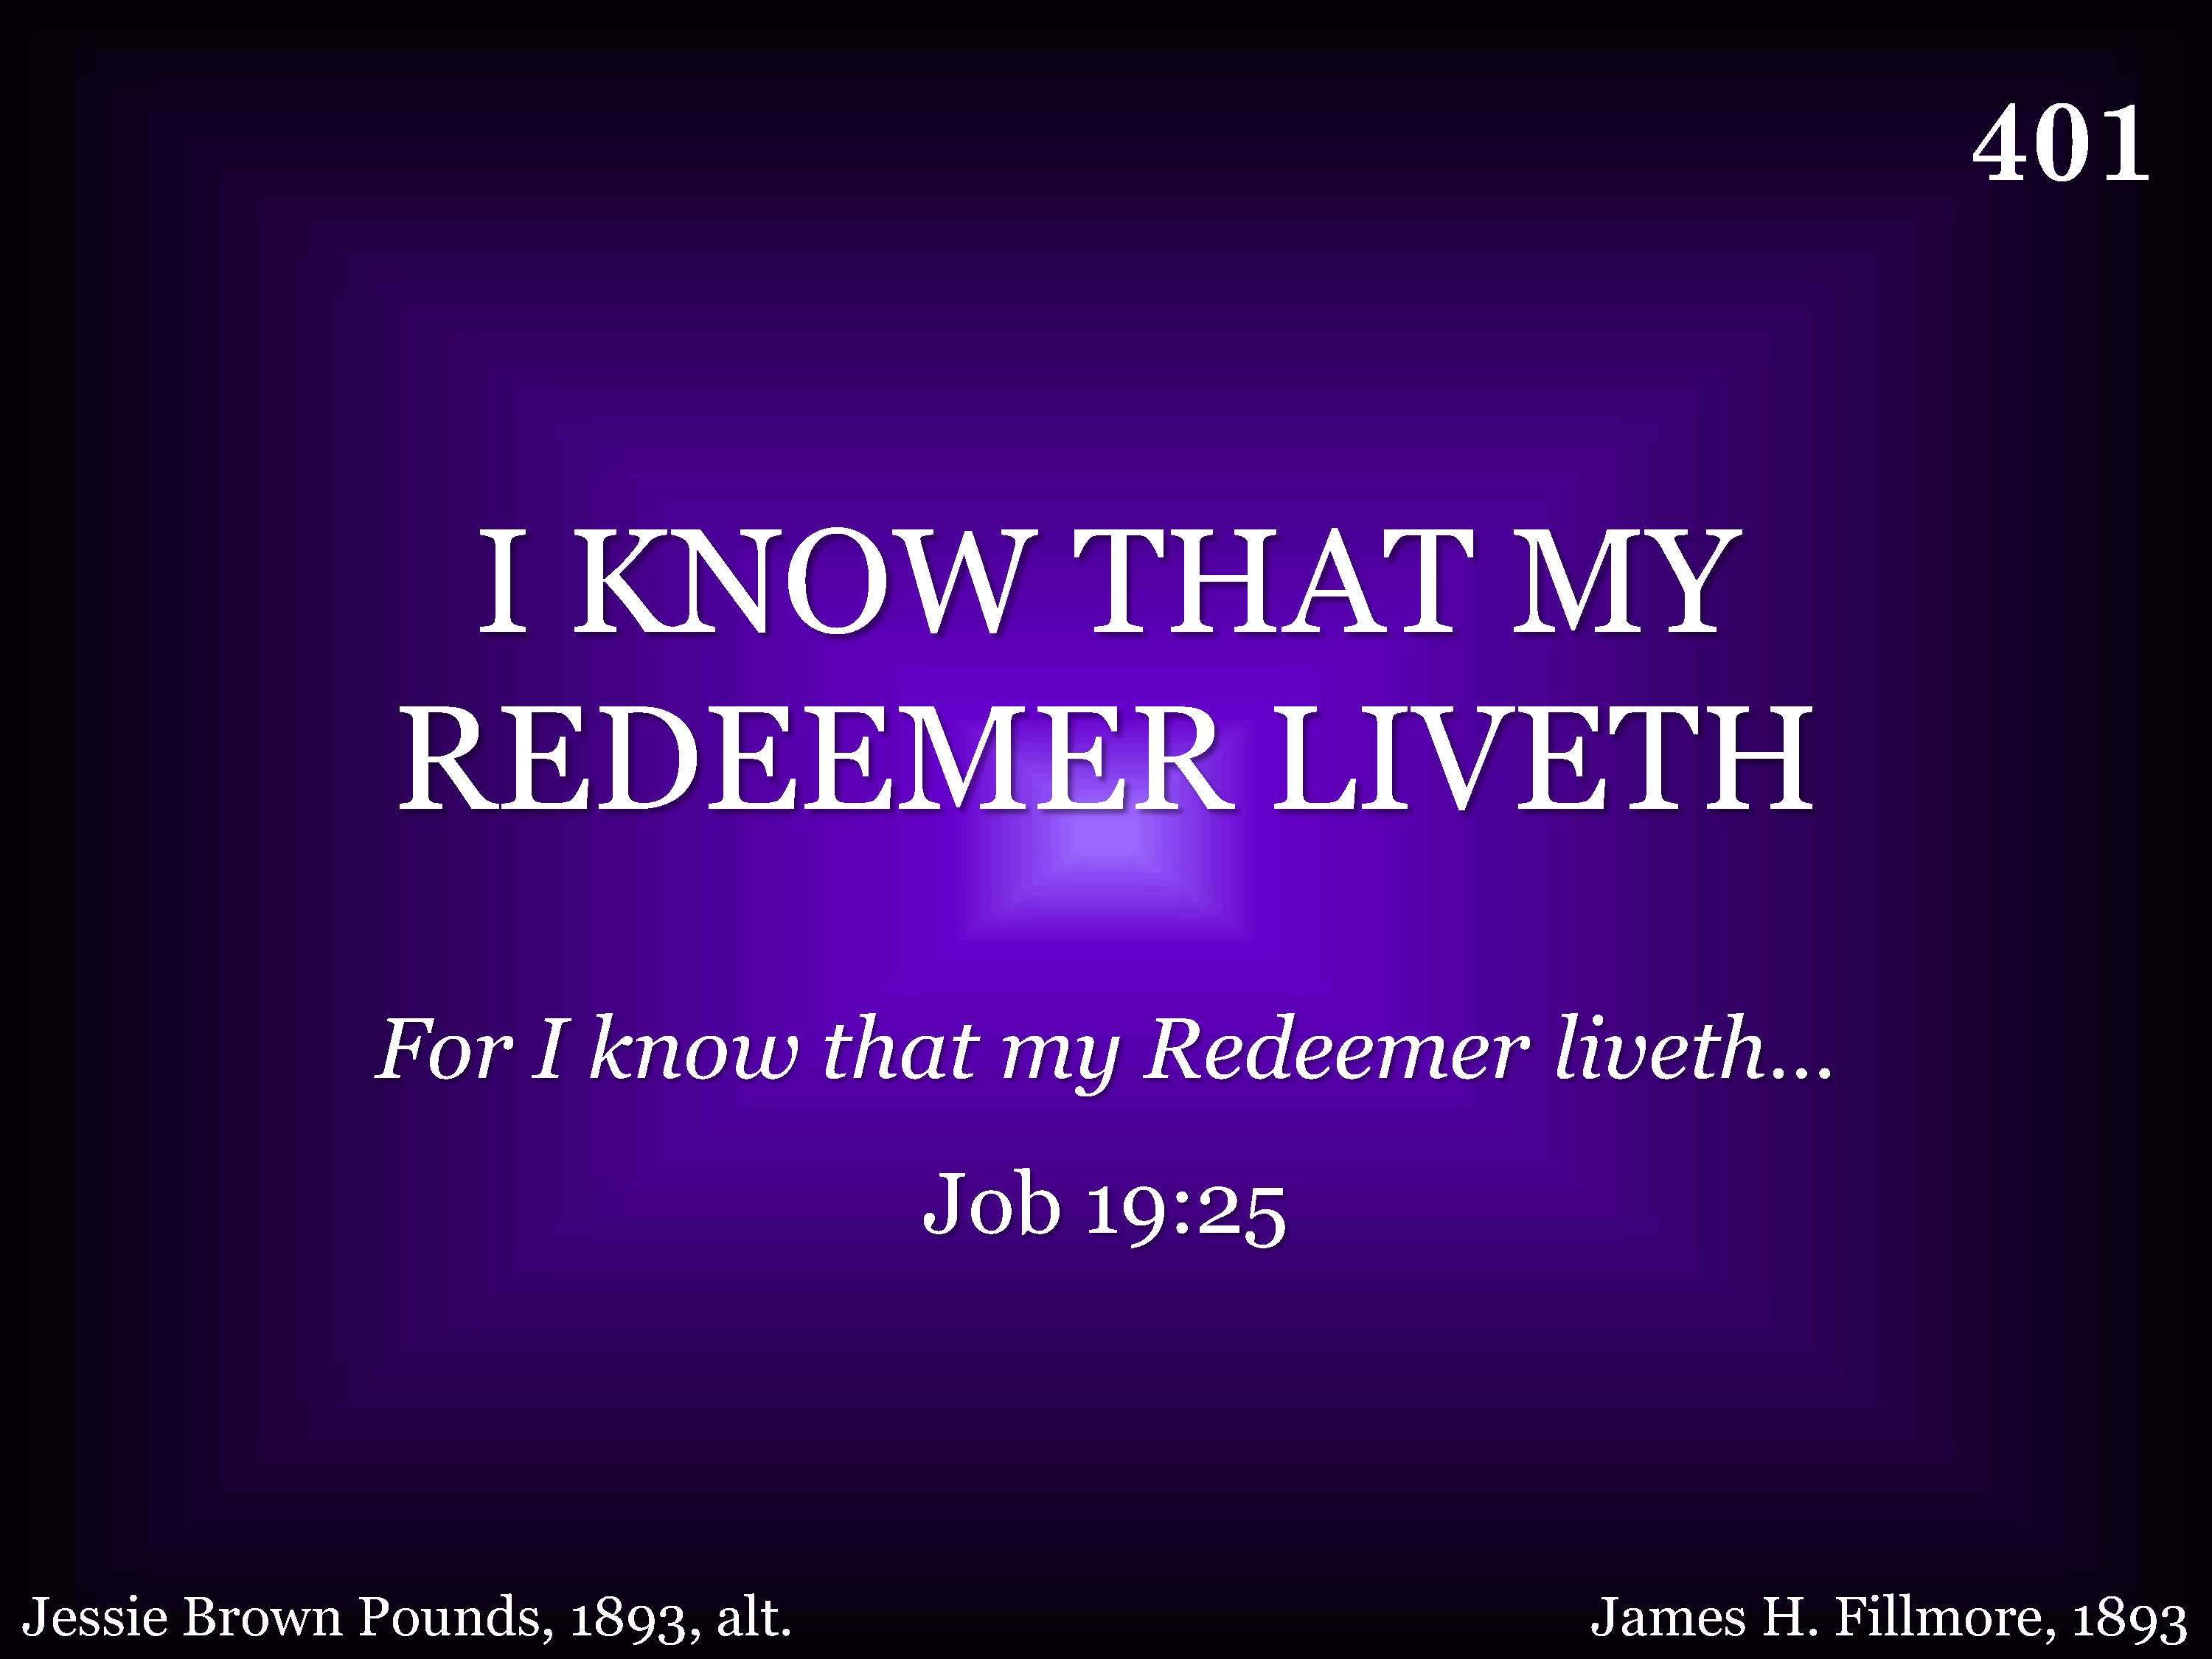 401
I KNOW THAT MY
REDEEMER LIVETH
For I know that my Redeemer liveth…
Job 19:25
Jessie Brown Pounds, 1893, alt.
James H. Fillmore, 1893